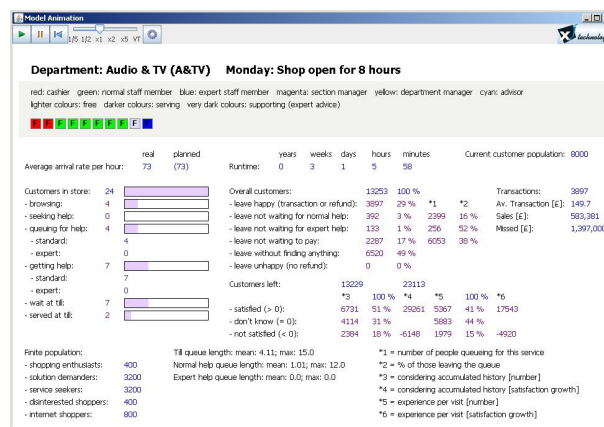 Model Animation
1/5 1/2 x1 x2 x5 VT
X technolog
Department: Audio & TV (A&TV) Monday: Shop open for 8 hours
red: cashier green: normal staff member blue: expert staff member magenta: section manager yellow: department manager cyan: advisor
lighter colours: free darker colours: serving very dark colours: supporting (expert advice)
F F F F F F F F F
real planned years weeks days hours minutes Current customer population: 8000
Average arrival rate per hour: 73 (73) Runtime: 0 3 1 5 58
Customers in store: 24 Overall customers: 13253 100 % Transactions: 3897
- browsing: 4 - leave happy (transaction or refund): 3897 29 % *1 *2 Av. Transaction [£]: 149.7
- seeking help: 0 - leave not waiting for normal help: 392 3 % 2399 16 % Sales [£]: 583,381
- queuing for help: 4 - leave not waiting for expert help: 133 1 % 256 52 % Missed [£]: 1,397,000
- standard: 4 - leave not waiting to pay: 2287 17 % 6053 38 %
- expert: 0 - leave without finding anything: 6520 49 %
- getting help: 7 - leave unhappy (no refund): 0 0 %
- standard: 7 Customers left: 13229 23113
- expert: 0 *3 100 % *4 *5 100 % *6
- wait at till: 7 - satisfied (> 0): 6731 51 % 29261 5367 41 % 17543
- served at till: 2 - don't know (= 0): 4114 31 % 5883 44 %
- not satisfied (< 0): 2384 18 % -6148 1979 15 % -4920
Finite population: Till queue length: mean: 4.11; max: 15.0 *1 = number of people queueing for this service
- shopping enthusiasts: 400 Normal help queue length: mean: 1.01; max: 12.0 *2 = % of those leaving the queue
- solution demanders: 3200 Expert help queue length: mean: 0.0; max: 0.0 *3 = considering accumulated history [number]
- service seekers: 3200 *4 = considering accumulated history [satisfaction growth]
- disinterested shoppers: 400 *5 = experience per visit [number]
- internet shoppers: 800 *6 = experience per visit [satisfaction growth]